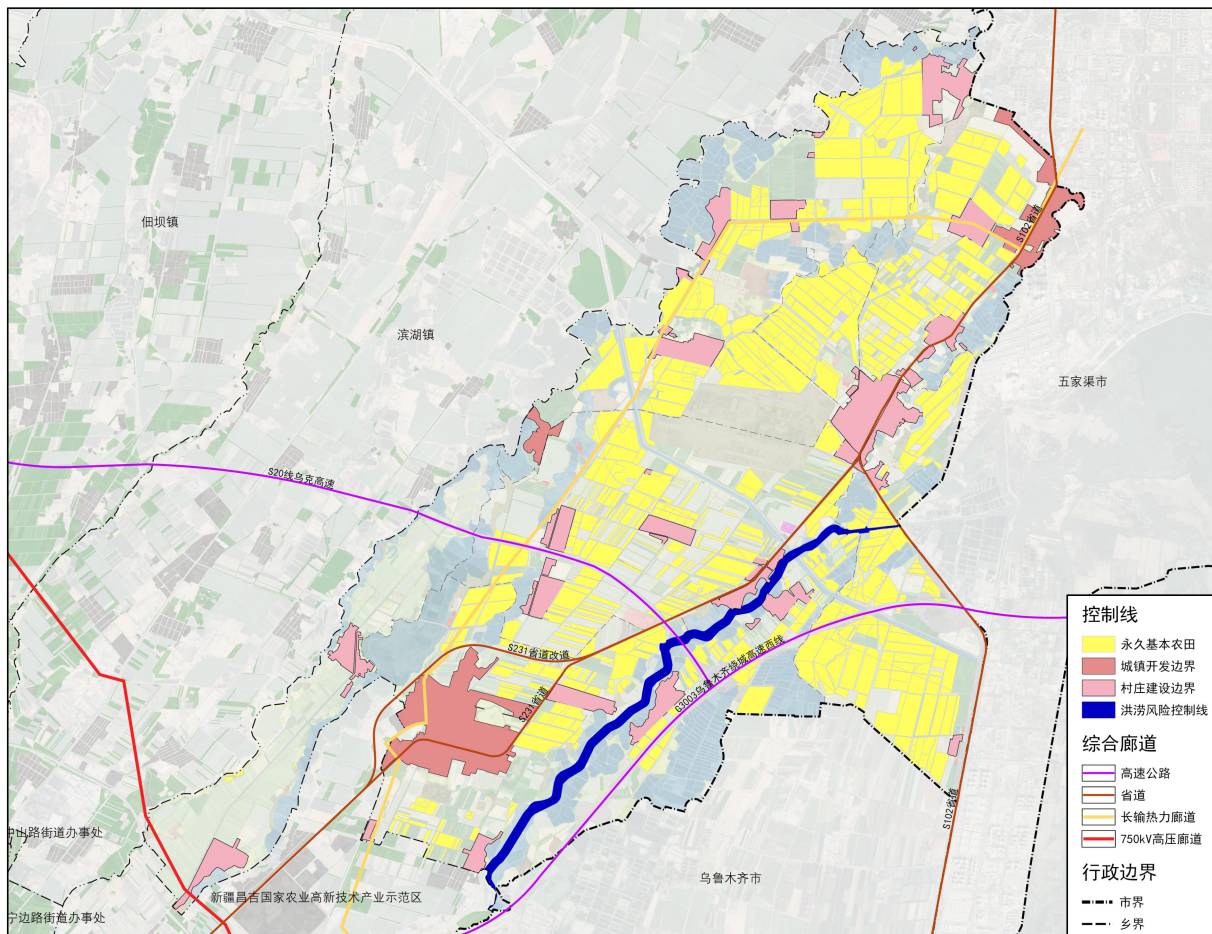 佃坝镇
滨湖镇
五家渠市
S102省道
S20线乌克高速
S231省道改道
S231省道
G3003乌鲁木齐绕城高速西线
S102省道
中山路街道办事处
宁边路街道办事处
新疆昌吉国家农业高新技术产业示范区
乌鲁木齐市
控制线
永久基本农田
城镇开发边界
村庄建设边界
洪涝风险控制线
综合廊道
高速公路
省道
长输热力廊道
750kV高压廊道
行政边界
市界
乡界